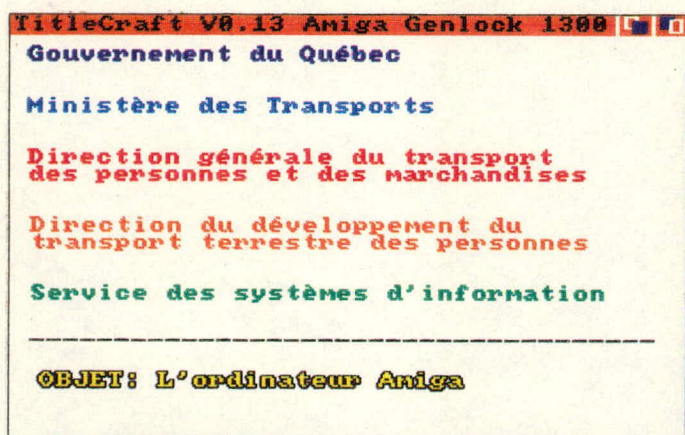 TitleCraft V0.13 Amiga Genlock 1300
Gouvernement du Québec
Ministère des Transports
Direction générale du transport
des personnes et des marchandises
Direction du développement du
transport terrestre des personnes
Service des systèmes d'information
OBJET: L'ordinateur Amiga